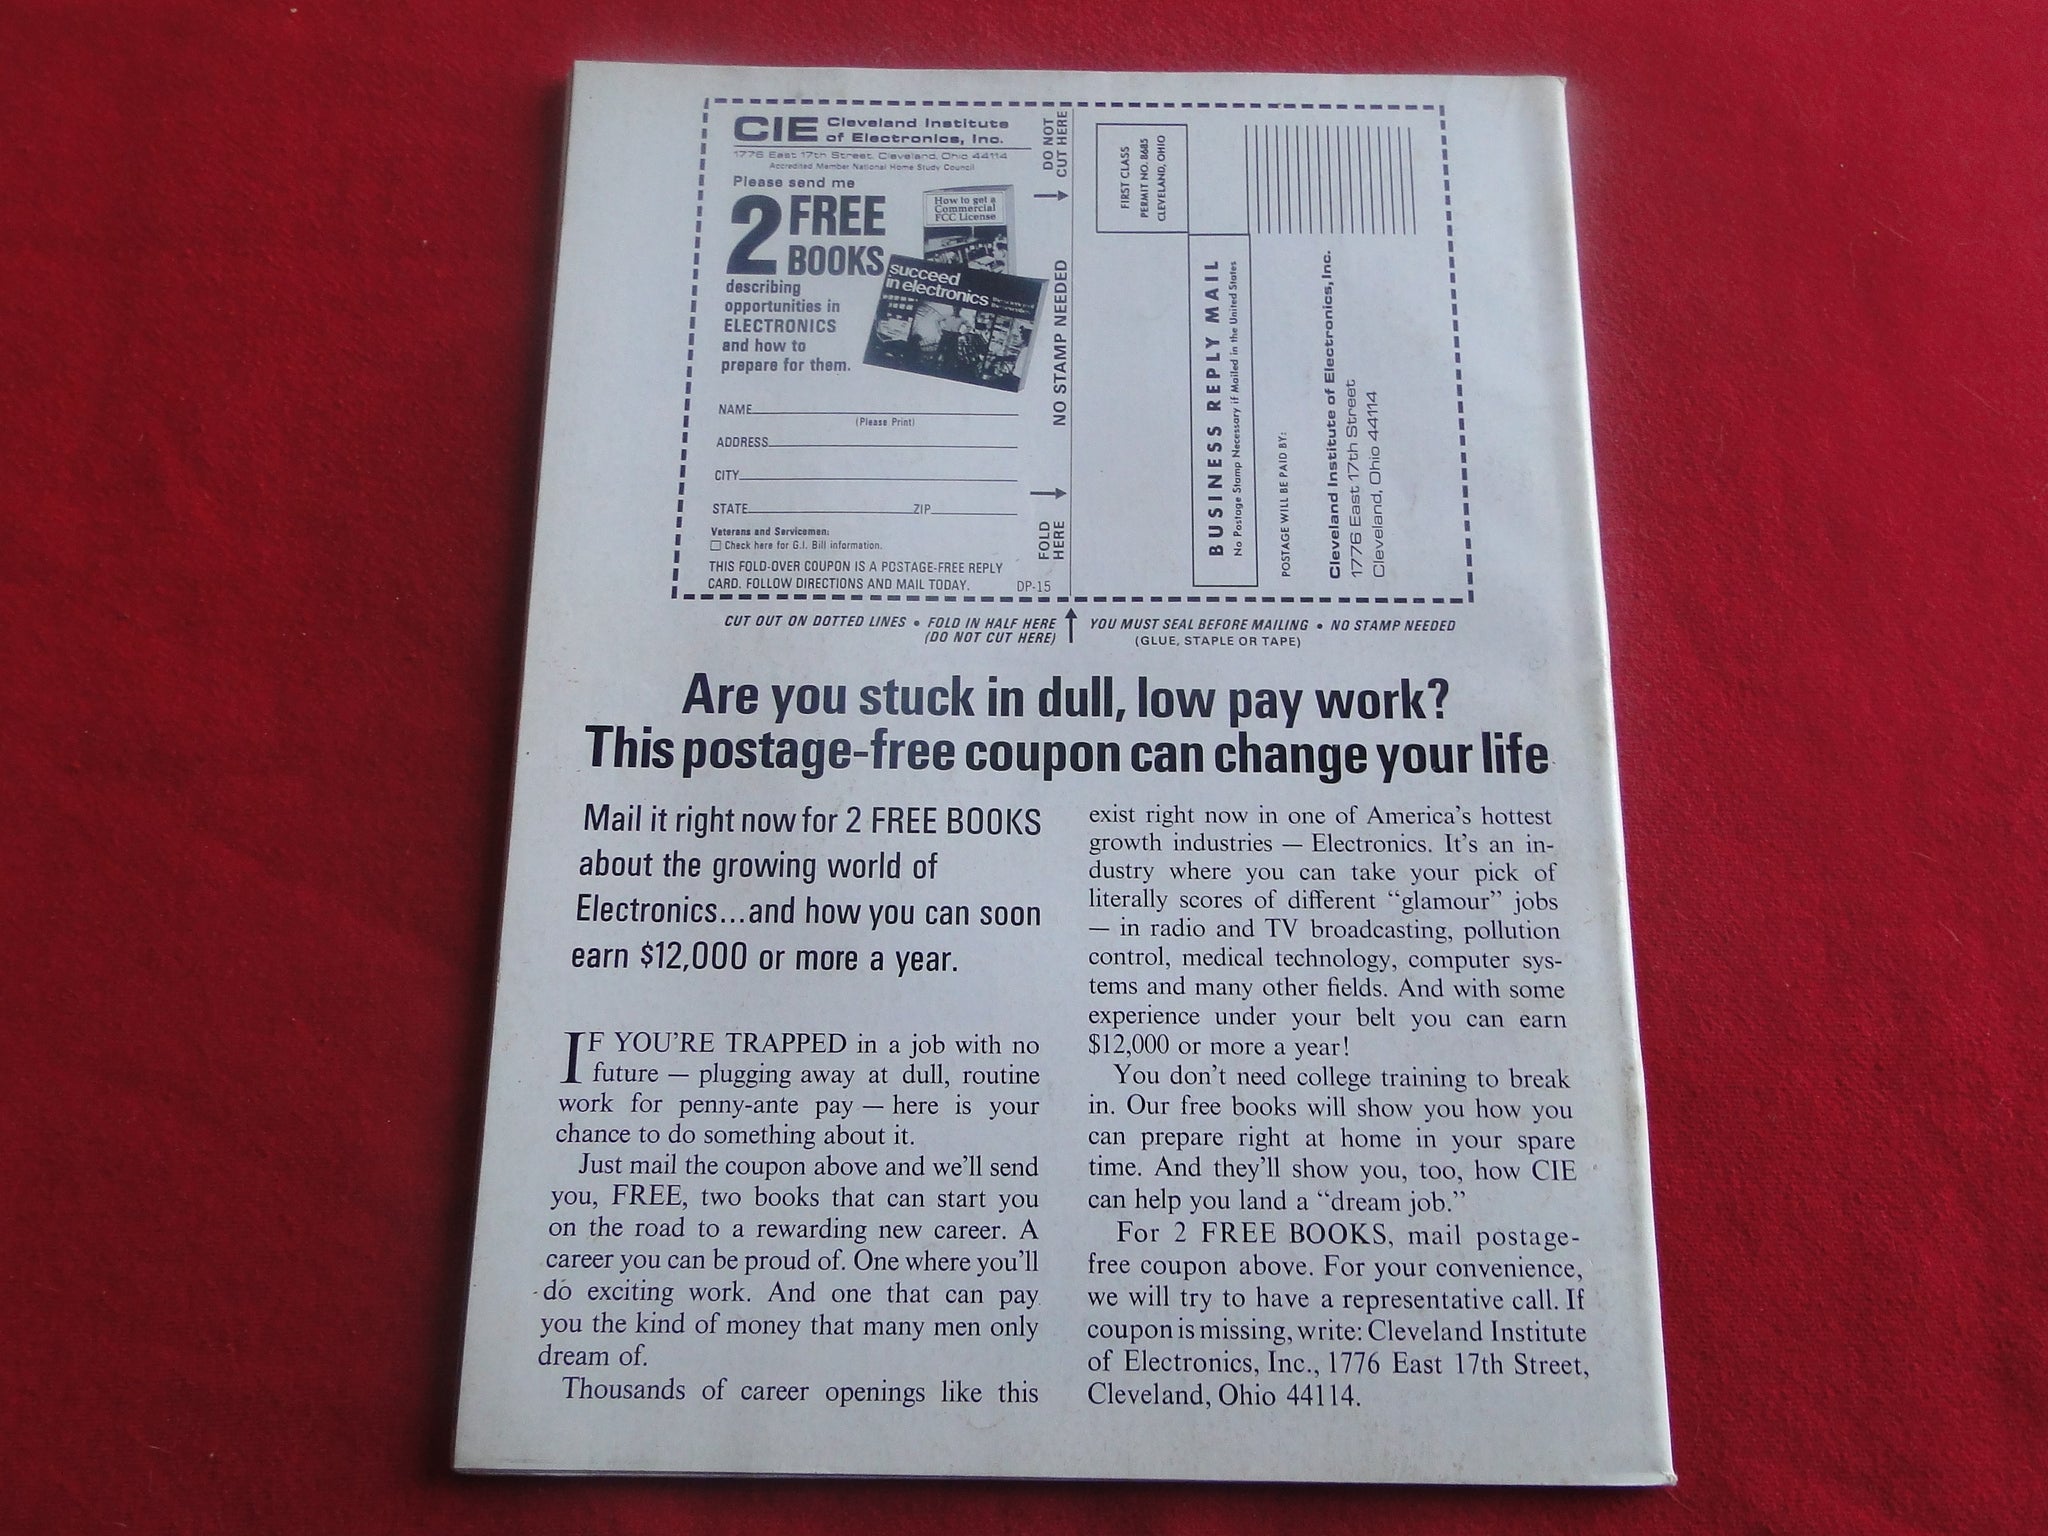 CIE Cleveland Institute
of Electronics, Inc.
1776 East 17th Street, Cleveland, Ohio 44114
Accredited Member National Home Study Council
Please send me
2 FREE
BOOKS
describing
opportunities in
ELECTRONICS
and how to
prepare for them.
How to get a
Commercial
FCC License
succeed
in electronics
NAME
(Please Print)
ADDRESS
CITY
STATE ZIP
Veterans and Servicemen:
Check here for G.I. Bill information.
THIS FOLD-OVER COUPON IS A POSTAGE-FREE REPLY
CARD. FOLLOW DIRECTIONS AND MAIL TODAY. DP-15
DO NOT
CUT HERE
NO STAMP NEEDED
FOLD
HERE
FIRST CLASS
PERMIT NO. 8685
CLEVELAND, OHIO
BUSINESS REPLY MAIL
No Postage Stamp Necessary if Mailed in the United States
POSTAGE WILL BE PAID BY:
Cleveland Institute of Electronics, Inc.
1776 East 17th Street
Cleveland, Ohio 44114
CUT OUT ON DOTTED LINES • FOLD IN HALF HERE
(DO NOT CUT HERE)
YOU MUST SEAL BEFORE MAILING • NO STAMP NEEDED
(GLUE, STAPLE OR TAPE)
Are you stuck in dull, low pay work?
This postage-free coupon can change your life
Mail it right now for 2 FREE BOOKS
about the growing world of
Electronics...and how you can soon
earn $12,000 or more a year.
IF YOU'RE TRAPPED in a job with no
future — plugging away at dull, routine
work for penny-ante pay — here is your
chance to do something about it.
Just mail the coupon above and we'll send
you, FREE, two books that can start you
on the road to a rewarding new career. A
career you can be proud of. One where you'll
do exciting work. And one that can pay
you the kind of money that many men only
dream of.
Thousands of career openings like this
exist right now in one of America's hottest
growth industries — Electronics. It's an in-
dustry where you can take your pick of
literally scores of different "glamour" jobs
— in radio and TV broadcasting, pollution
control, medical technology, computer sys-
tems and many other fields. And with some
experience under your belt you can earn
$12,000 or more a year!
You don't need college training to break
in. Our free books will show you how you
can prepare right at home in your spare
time. And they'll show you, too, how CIE
can help you land a "dream job."
For 2 FREE BOOKS, mail postage-
free coupon above. For your convenience,
we will try to have a representative call. If
coupon is missing, write: Cleveland Institute
of Electronics, Inc., 1776 East 17th Street,
Cleveland, Ohio 44114.